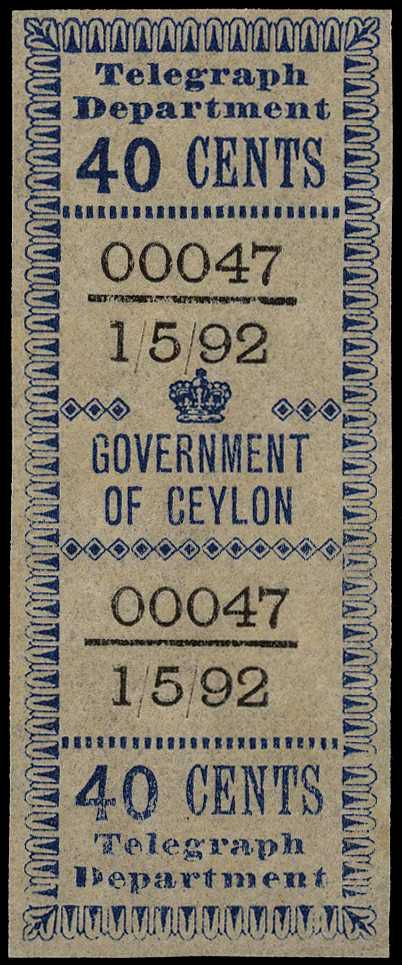 Telegraph
Department
40 CENTS
00047
1/5/92
GOVERNMENT
OF CEYLON
00047
1/5/92
40 CENTS
Telegraph
Department